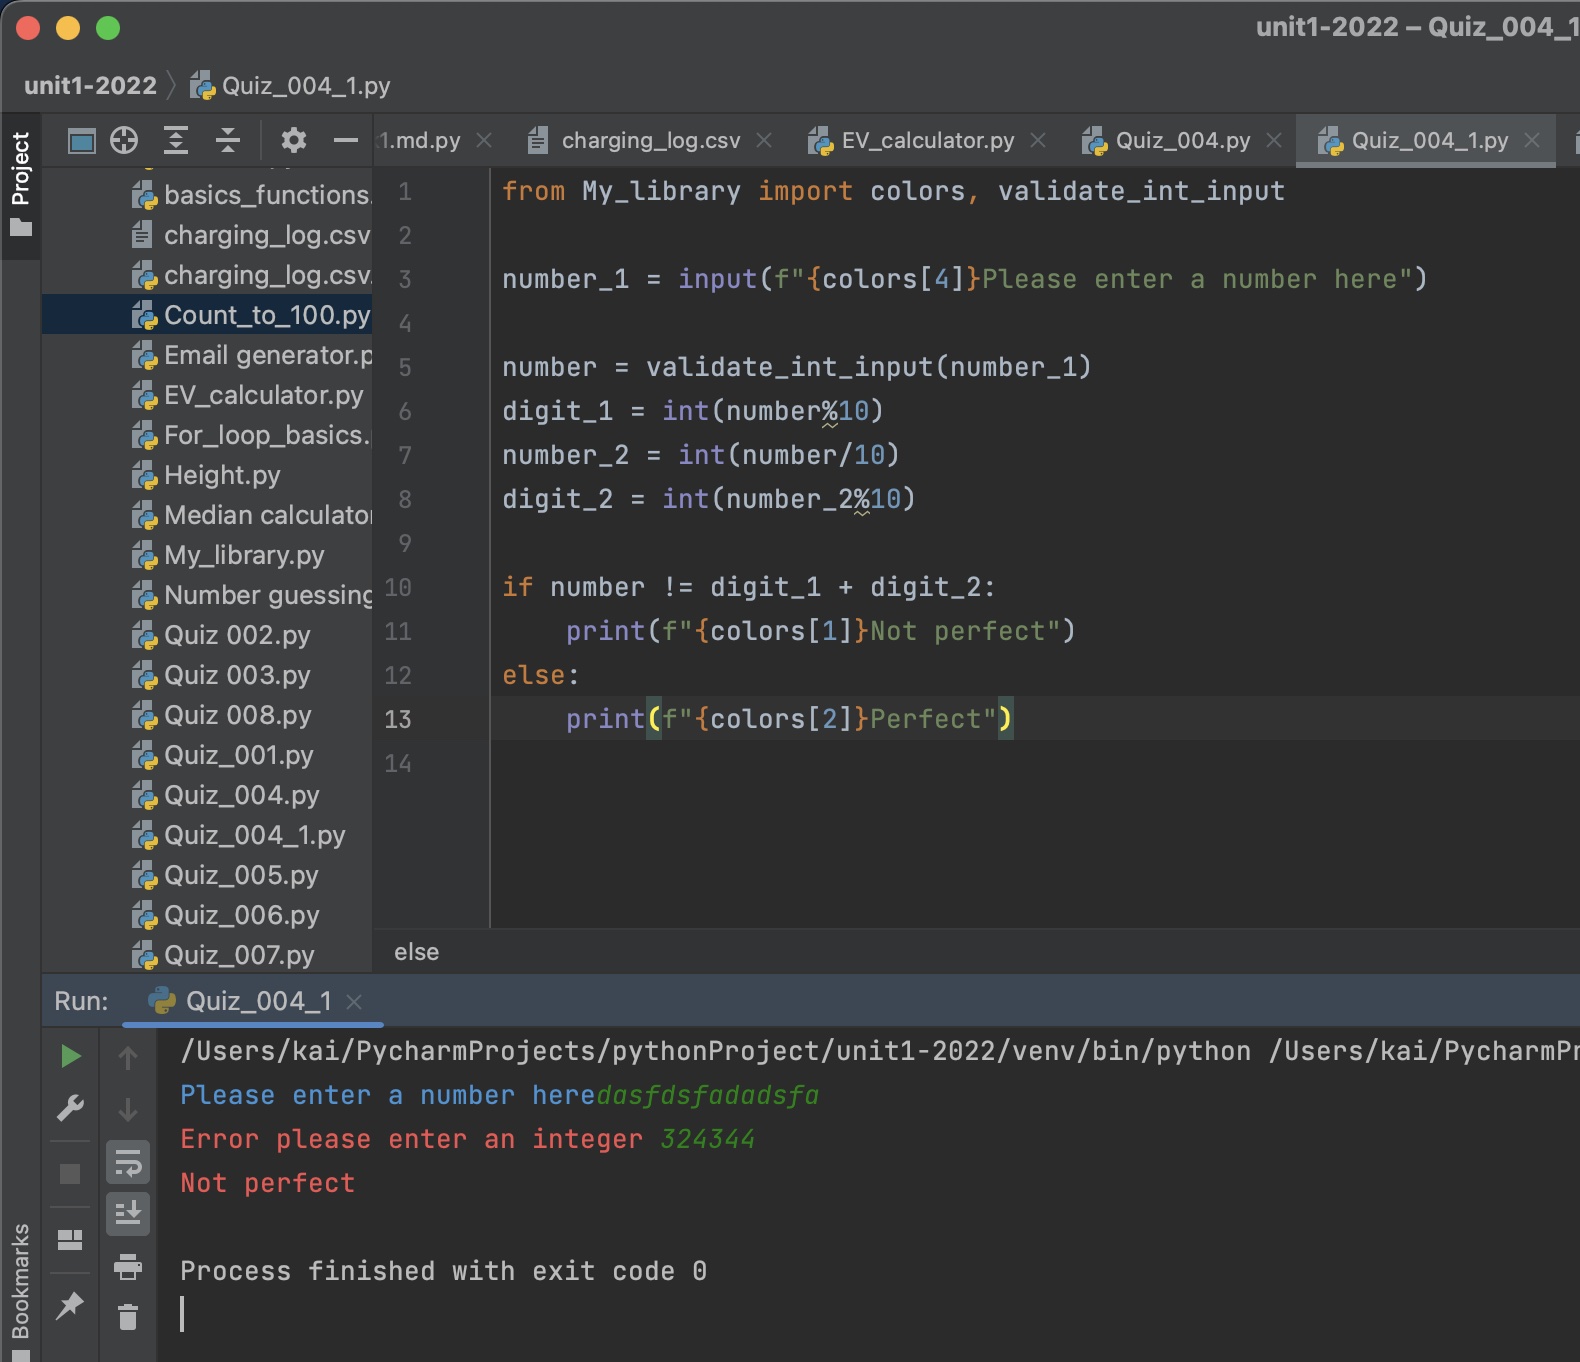 unit1-2022 – Quiz_004_1
unit1-2022 Quiz_004_1.py
Project
1.md.py charging_log.csv EV_calculator.py Quiz_004.py Quiz_004_1.py
basics_functions.
charging_log.csv
charging_log.csv.
Count_to_100.py
Email generator.p
EV_calculator.py
For_loop_basics.
Height.py
Median calculator
My_library.py
Number guessing
Quiz 002.py
Quiz 003.py
Quiz 008.py
Quiz_001.py
Quiz_004.py
Quiz_004_1.py
Quiz_005.py
Quiz_006.py
Quiz_007.py
1 from My_library import colors, validate_int_input
2
3 number_1 = input(f"{colors[4]}Please enter a number here")
4
5 number = validate_int_input(number_1)
6 digit_1 = int(number%10)
7 number_2 = int(number/10)
8 digit_2 = int(number_2%10)
9
10 if number != digit_1 + digit_2:
11     print(f"{colors[1]}Not perfect")
12 else:
13     print(f"{colors[2]}Perfect")
14
else
Run: Quiz_004_1
/Users/kai/PycharmProjects/pythonProject/unit1-2022/venv/bin/python /Users/kai/PycharmPr
Please enter a number heredasfdsfadadsfa
Error please enter an integer 324344
Not perfect
Process finished with exit code 0
Bookmarks